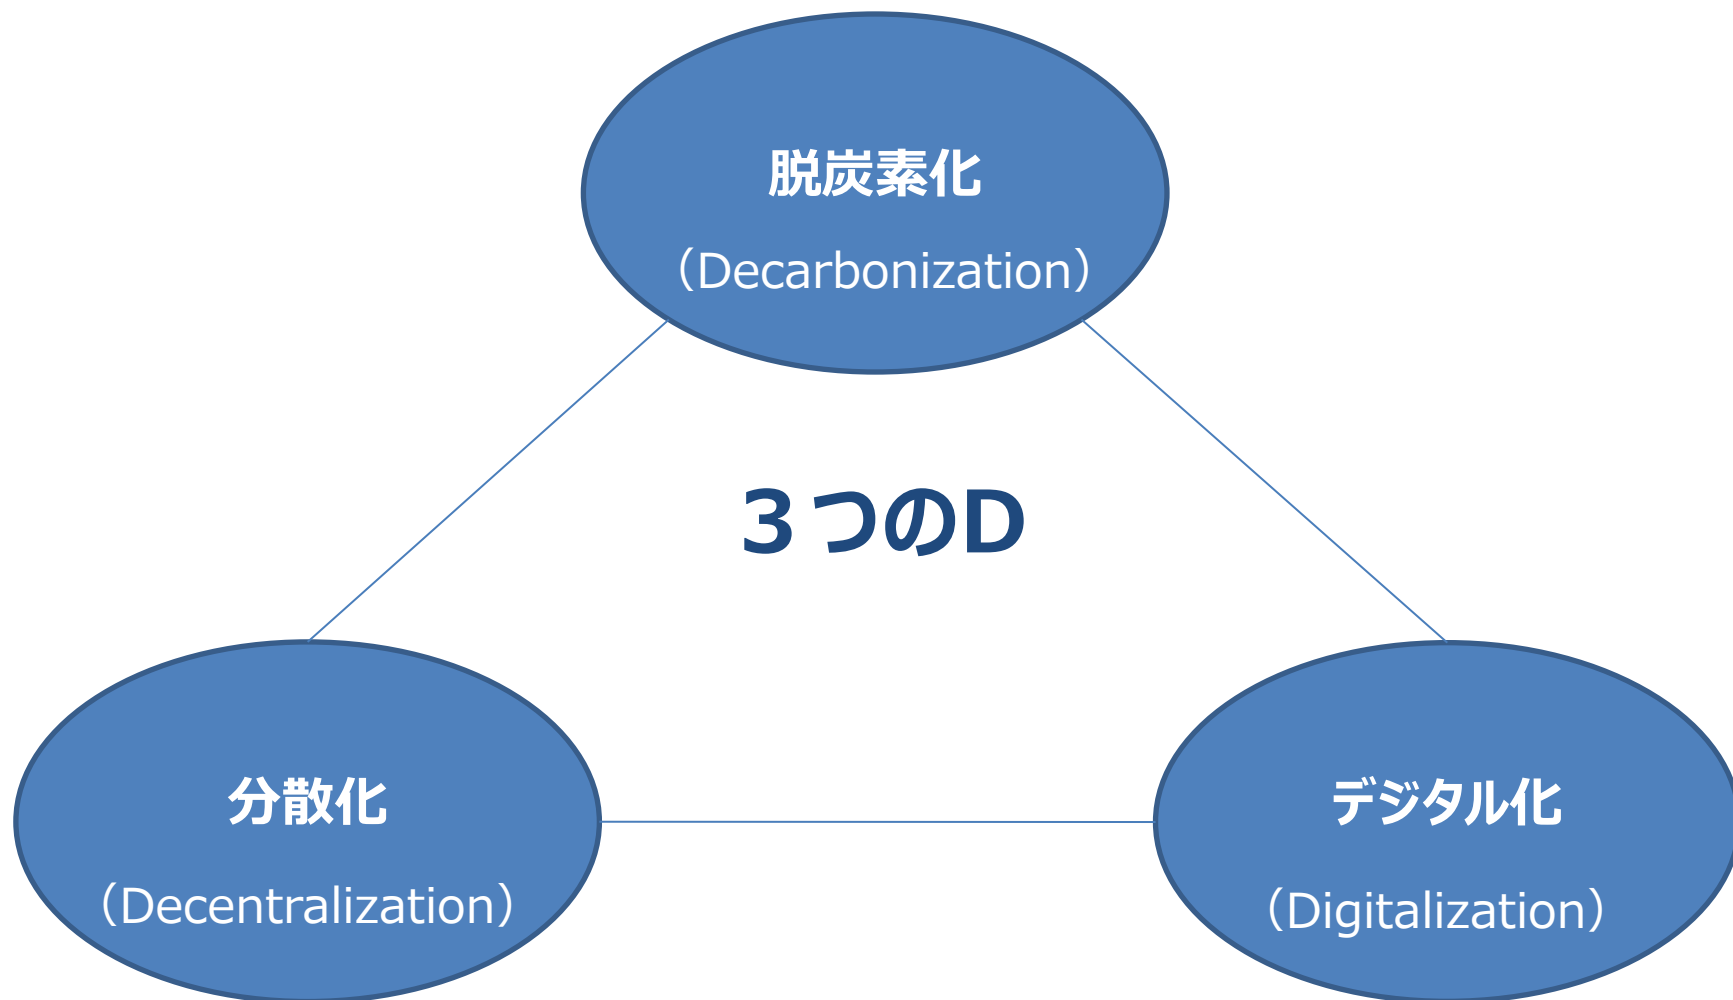 脱炭素化
（Decarbonization）
３つのD
分散化
（Decentralization）
デジタル化
（Digitalization）